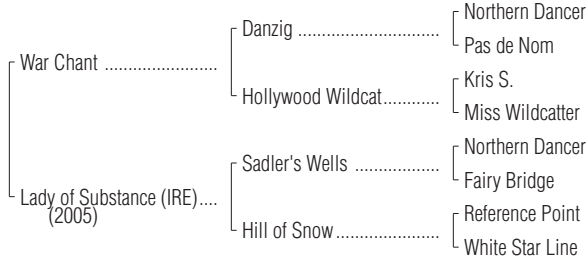 Northern Dancer
Danzig ..............................
Pas de Nom
War Chant ........................
Kris S.
Hollywood Wildcat............
Miss Wildcatter
Northern Dancer
Sadler's Wells ..................
Fairy Bridge
Lady of Substance (IRE)....
(2005)
Reference Point
Hill of Snow......................
White Star Line